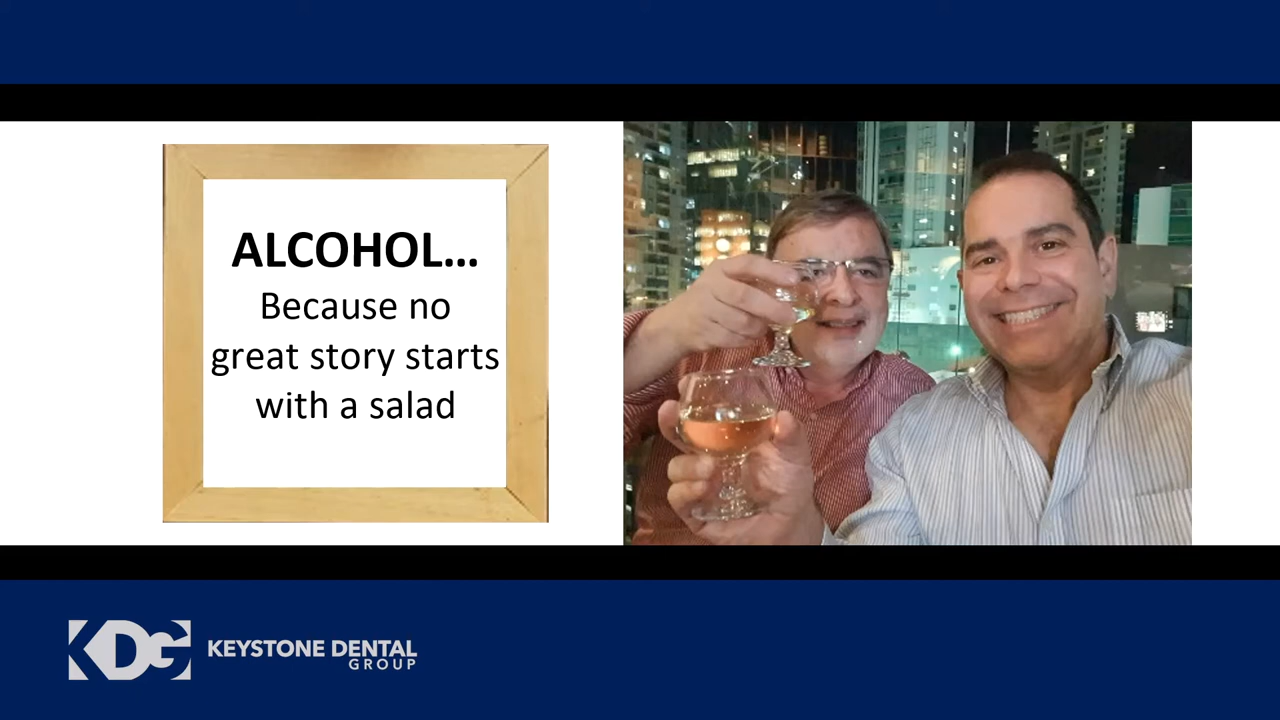 ALCOHOL...
Because no
great story starts
with a salad
KDG
KEYSTONE DENTAL
GROUP